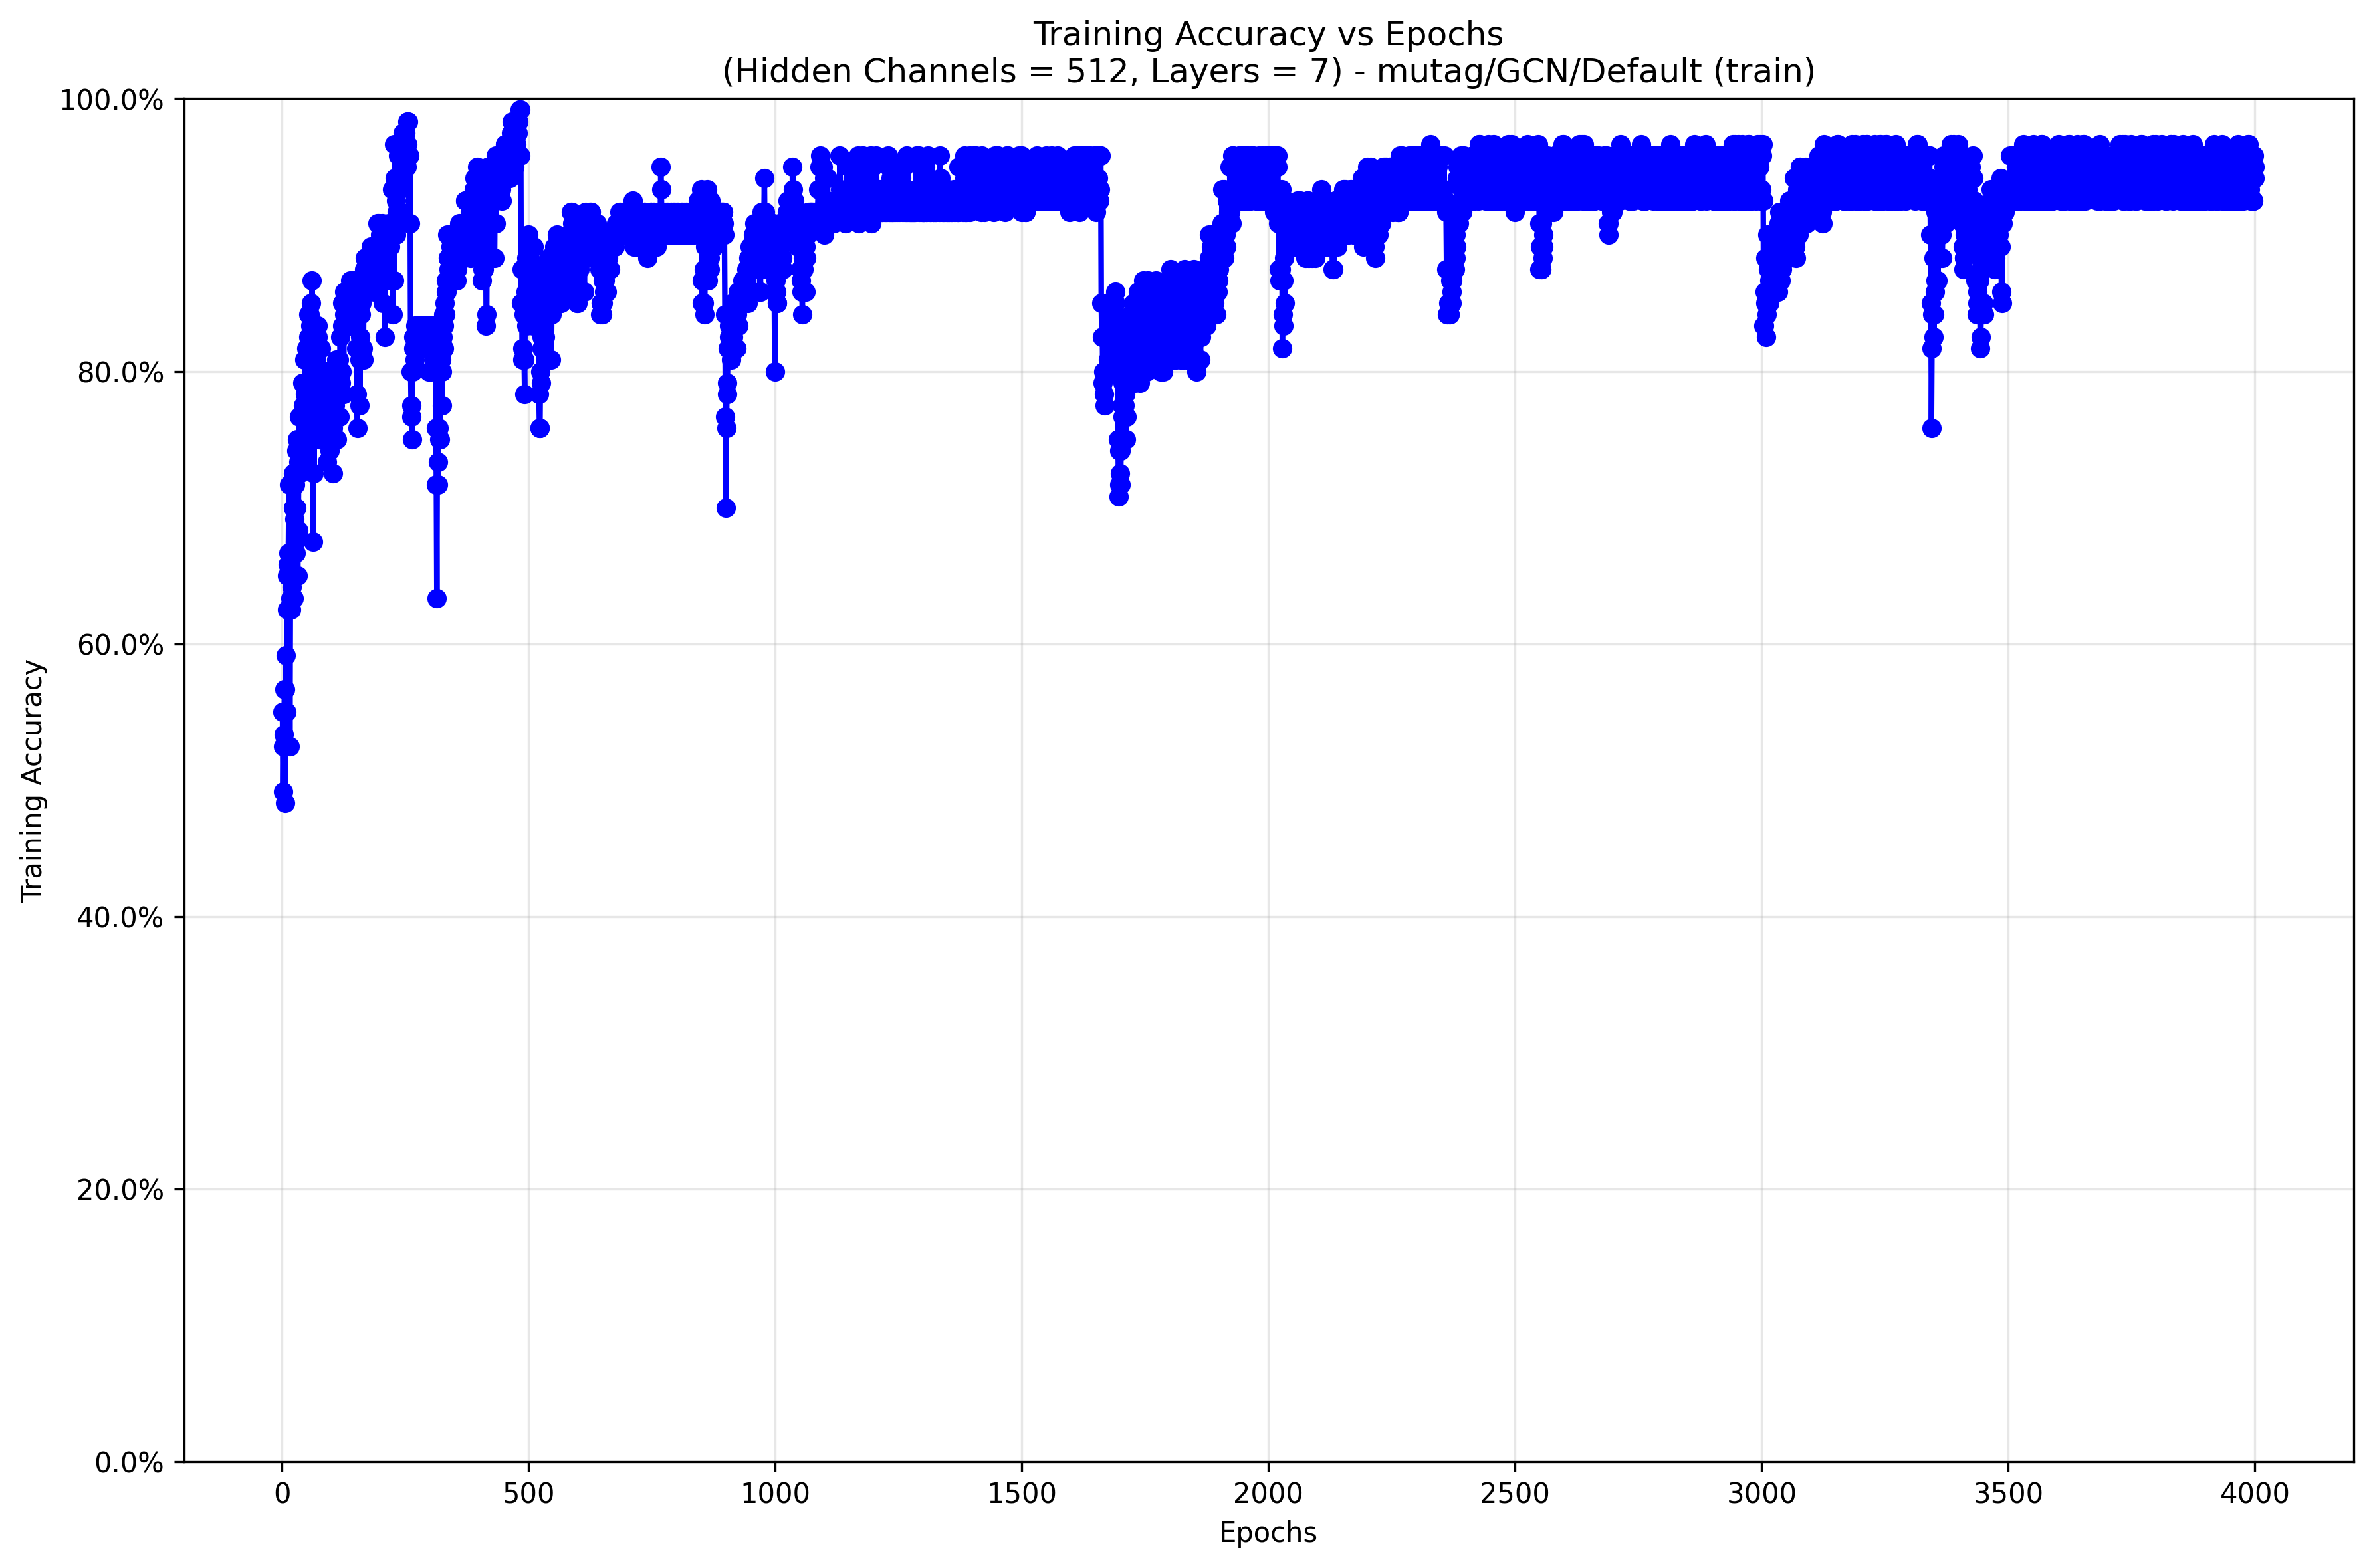 Training Accuracy vs Epochs
(Hidden Channels = 512, Layers = 7) - mutag/GCN/Default (train)
100.0%
80.0%
60.0%
40.0%
20.0%
0.0%
Training Accuracy
0 500 1000 1500 2000 2500 3000 3500 4000
Epochs